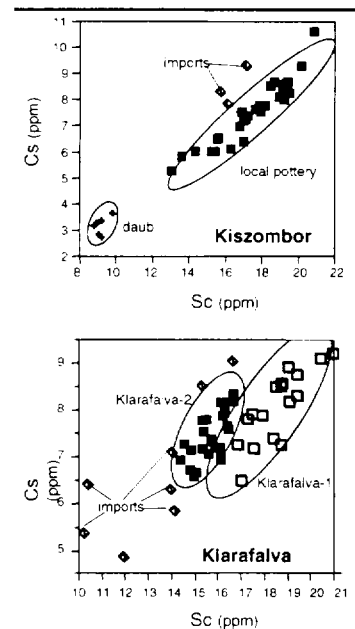 11
10
9
8
7
6
5
4
3
2
Cs (ppm)
imports
local pottery
daub
Kiszombor
8 10 12 14 16 18 20 22
Sc (ppm)
9
8
7
6
5
Cs (ppm)
Klarafalva-2
Klarafalva-1
imports
Kiarafalva
10 11 12 13 14 15 16 17 18 19 20 21
Sc (ppm)